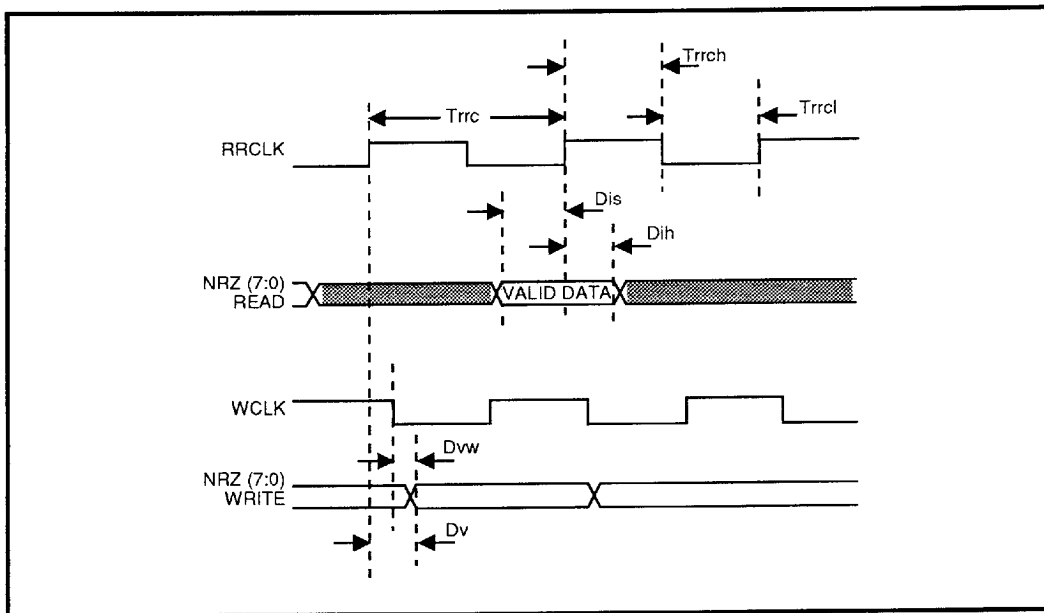 Trrch
Trrc
Trrcl
RRCLK
Dis
Dih
NRZ (7:0)
READ
VALID DATA
WCLK
Dvw
NRZ (7:0)
WRITE
Dv